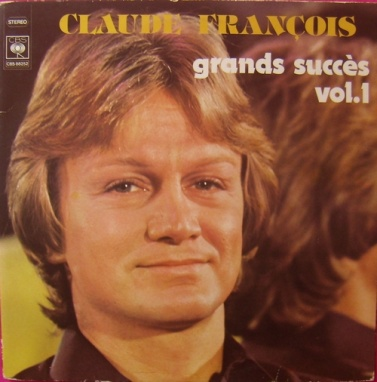 STEREO
CLAUDE FRANÇOIS
CBS
grands succès
vol.1